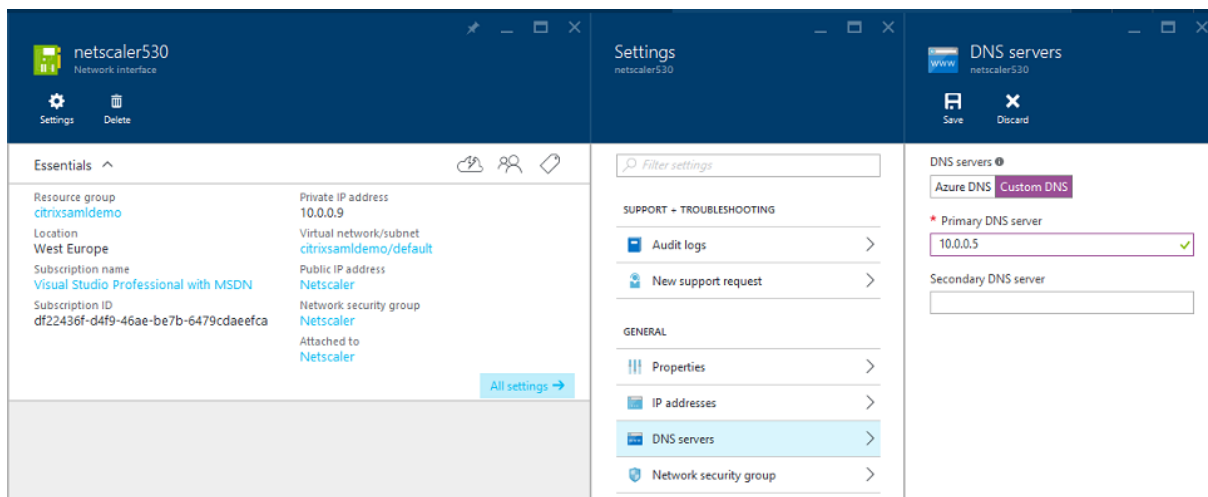 netscaler530
Network interface
Settings
Delete
Essentials
Resource group
citrixsamldemo
Location
West Europe
Subscription name
Visual Studio Professional with MSDN
Subscription ID
df22436f-d4f9-46ae-be7b-6479cdaeefca
Private IP address
10.0.0.9
Virtual network/subnet
citrixsamldemo/default
Public IP address
Netscaler
Network security group
Netscaler
Attached to
Netscaler
All settings →
Settings
netscaler530
Filter settings
SUPPORT + TROUBLESHOOTING
Audit logs
New support request
GENERAL
Properties
IP addresses
DNS servers
Network security group
www
DNS servers
netscaler530
Save
Discard
DNS servers
Azure DNS Custom DNS
* Primary DNS server
10.0.0.5
Secondary DNS server